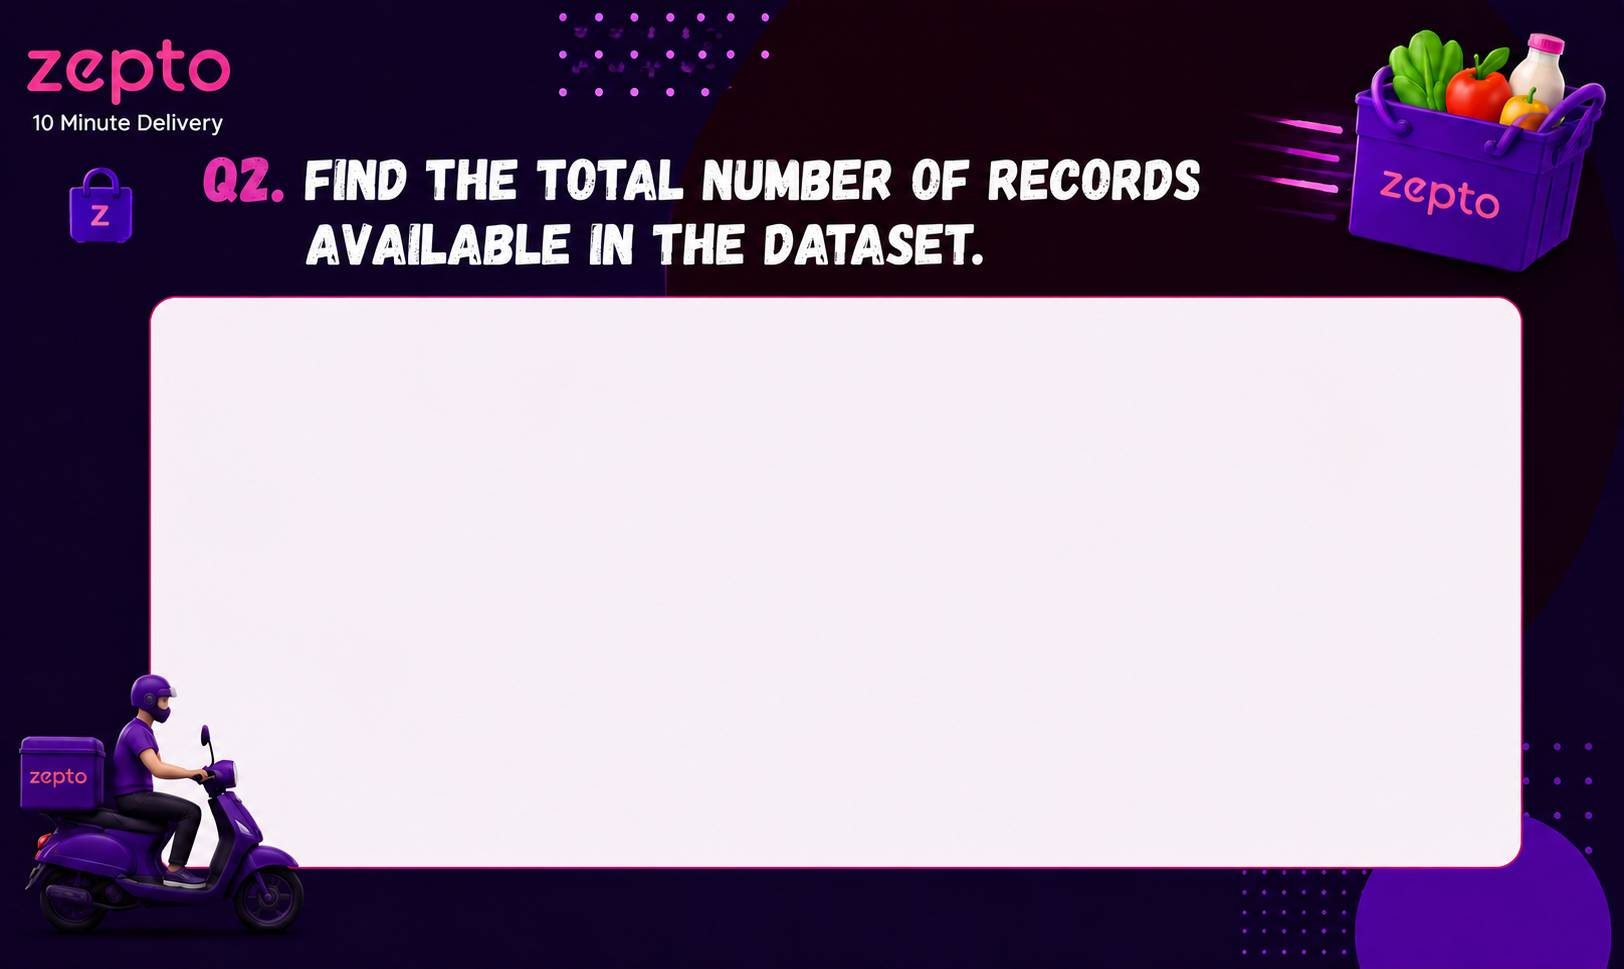 zepto
10 Minute Delivery
zepto
Z
Q2. FIND THE TOTAL NUMBER OF RECORDS
AVAILABLE IN THE DATASET.
zepto